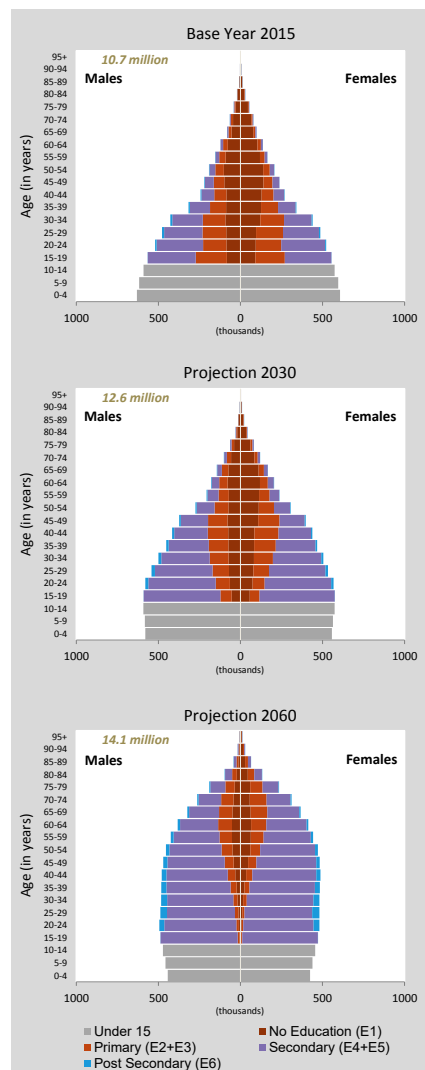 Base Year 2015
10.7 million
Males
Females
Age (in years)
95+
90-94
85-89
80-84
75-79
70-74
65-69
60-64
55-59
50-54
45-49
40-44
35-39
30-34
25-29
20-24
15-19
10-14
5-9
0-4
1000 500 0 500 1000
(thousands)
Projection 2030
12.6 million
Males
Females
Age (in years)
95+
90-94
85-89
80-84
75-79
70-74
65-69
60-64
55-59
50-54
45-49
40-44
35-39
30-34
25-29
20-24
15-19
10-14
5-9
0-4
1000 500 0 500 1000
(thousands)
Projection 2060
14.1 million
Males
Females
Age (in years)
95+
90-94
85-89
80-84
75-79
70-74
65-69
60-64
55-59
50-54
45-49
40-44
35-39
30-34
25-29
20-24
15-19
10-14
5-9
0-4
1000 500 0 500 1000
(thousands)
Under 15 No Education (E1)
Primary (E2+E3) Secondary (E4+E5)
Post Secondary (E6)